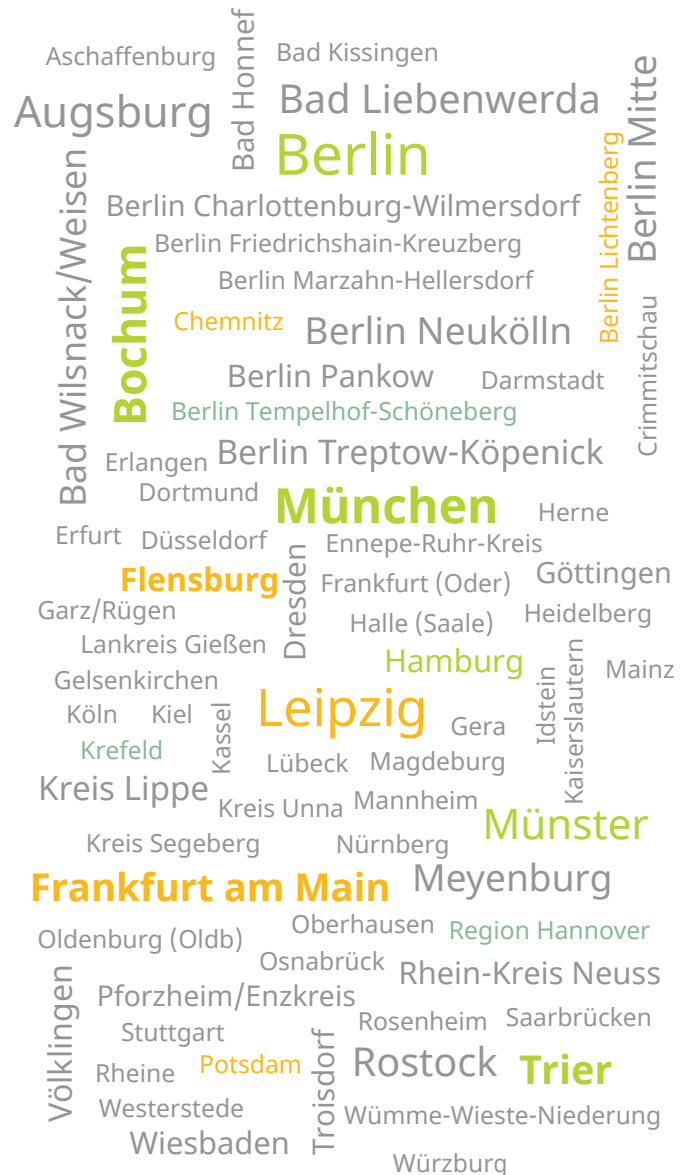 Aschaffenburg
Bad Honnef
Bad Kissingen
Augsburg
Bad Liebenwerda
Berlin Mitte
Berlin
Berlin Lichtenberg
Bad Wilsnack/Weisen
Berlin Charlottenburg-Wilmersdorf
Berlin Friedrichshain-Kreuzberg
Bochum
Berlin Marzahn-Hellersdorf
Chemnitz
Berlin Neukölln
Crimmitschau
Berlin Pankow
Darmstadt
Berlin Tempelhof-Schöneberg
Erlangen
Berlin Treptow-Köpenick
Dortmund
München
Herne
Erfurt
Düsseldorf
Ennepe-Ruhr-Kreis
Dresden
Flensburg
Frankfurt (Oder)
Göttingen
Garz/Rügen
Halle (Saale)
Heidelberg
Lankreis Gießen
Hamburg
Idstein
Kaiserslautern
Mainz
Gelsenkirchen
Köln
Kiel
Kassel
Leipzig
Gera
Krefeld
Lübeck
Magdeburg
Kreis Lippe
Kreis Unna
Mannheim
Münster
Kreis Segeberg
Nürnberg
Frankfurt am Main
Meyenburg
Oldenburg (Oldb)
Oberhausen
Region Hannover
Osnabrück
Rhein-Kreis Neuss
Völklingen
Pforzheim/Enzkreis
Stuttgart
Troisdorf
Rosenheim
Saarbrücken
Rheine
Potsdam
Rostock
Trier
Westerstede
Wümme-Wieste-Niederung
Wiesbaden
Würzburg